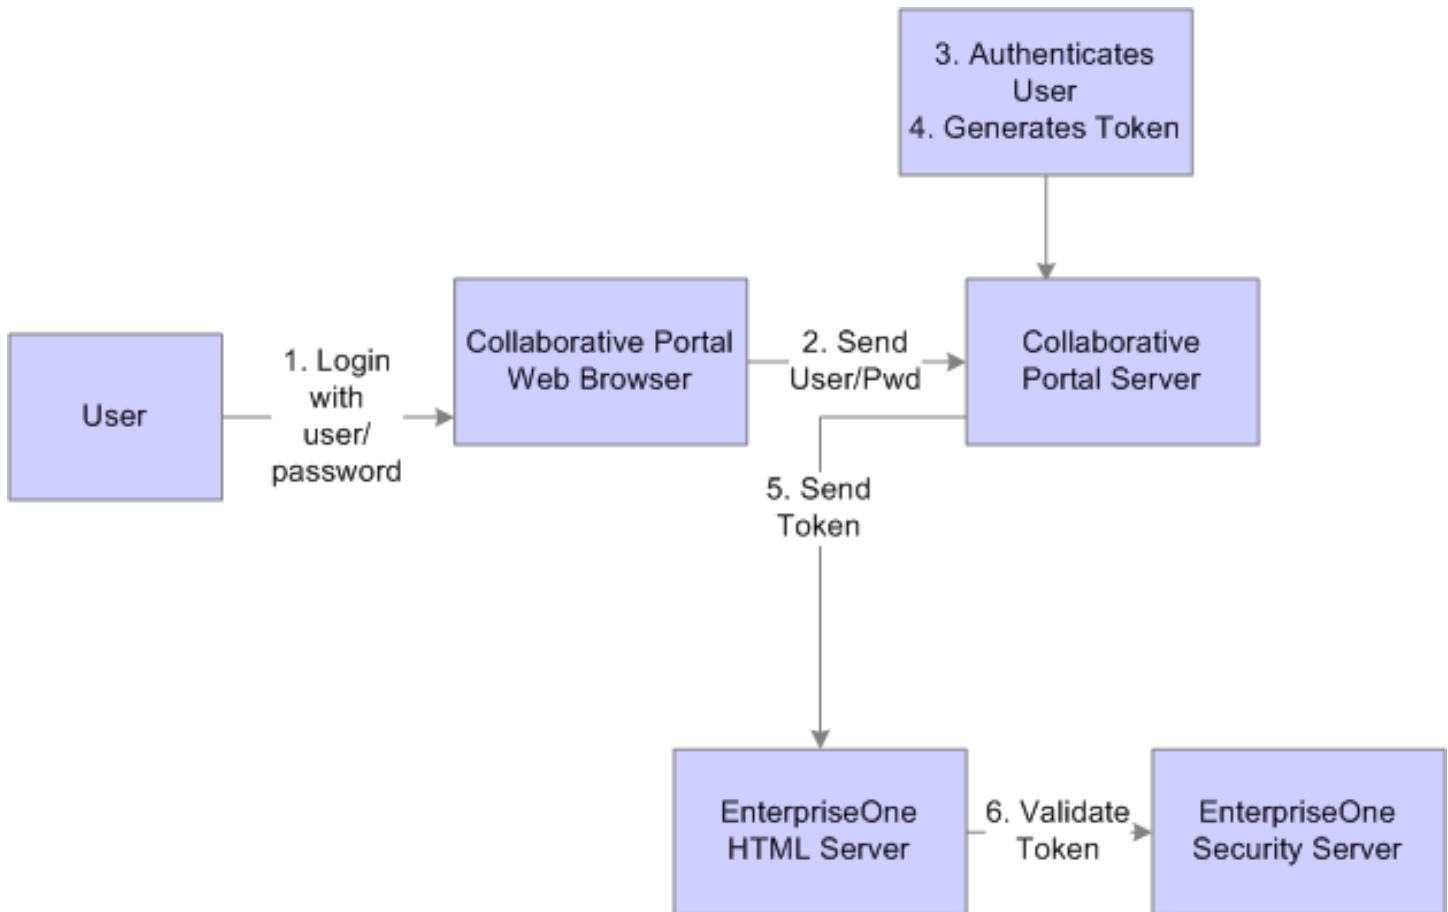 3. Authenticates
User
4. Generates Token
Collaborative Portal
Web Browser
2. Send
User/Pwd
Collaborative
Portal Server
User
1. Login
with
user/
password
5. Send
Token
EnterpriseOne
HTML Server
6. Validate
Token
EnterpriseOne
Security Server